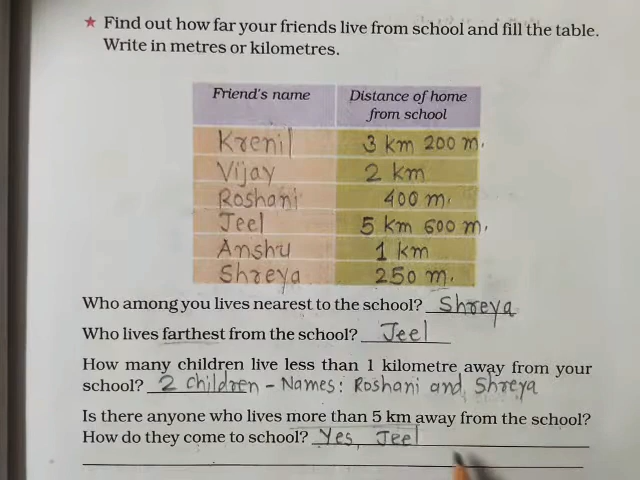 ★ Find out how far your friends live from school and fill the table.
Write in metres or kilometres.
Friend's name Distance of home from school
Krenil 3 km 200 m.
Vijay 2 km
Roshani 400 m.
Jeel 5 km 600 m.
Anshu 1 km
Shreya 250 m.
Who among you lives nearest to the school? Shreya
Who lives farthest from the school? Jeel
How many children live less than 1 kilometre away from your
school? 2 children - Names: Roshani and Shreya
Is there anyone who lives more than 5 km away from the school?
How do they come to school? Yes, Jeel